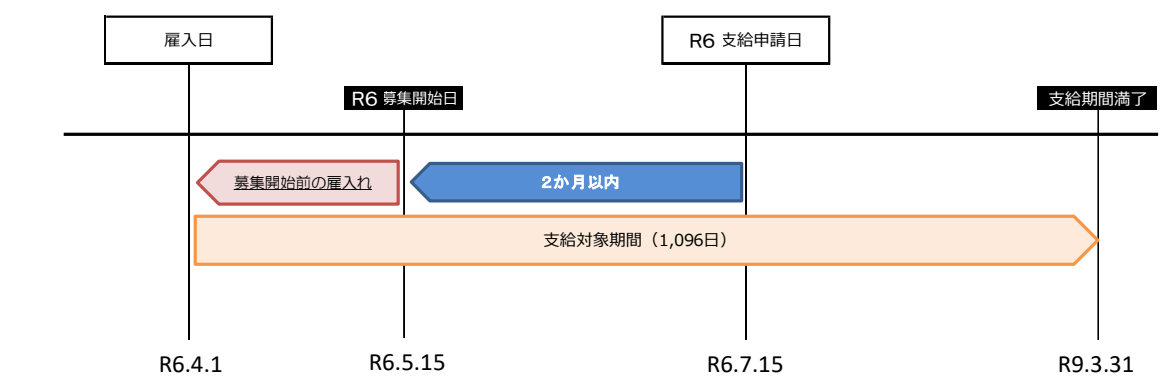 雇入日
R6 支給申請日
R6 募集開始日
支給期間満了
募集開始前の雇入れ
2か月以内
支給対象期間（1,096日）
R6.4.1
R6.5.15
R6.7.15
R9.3.31